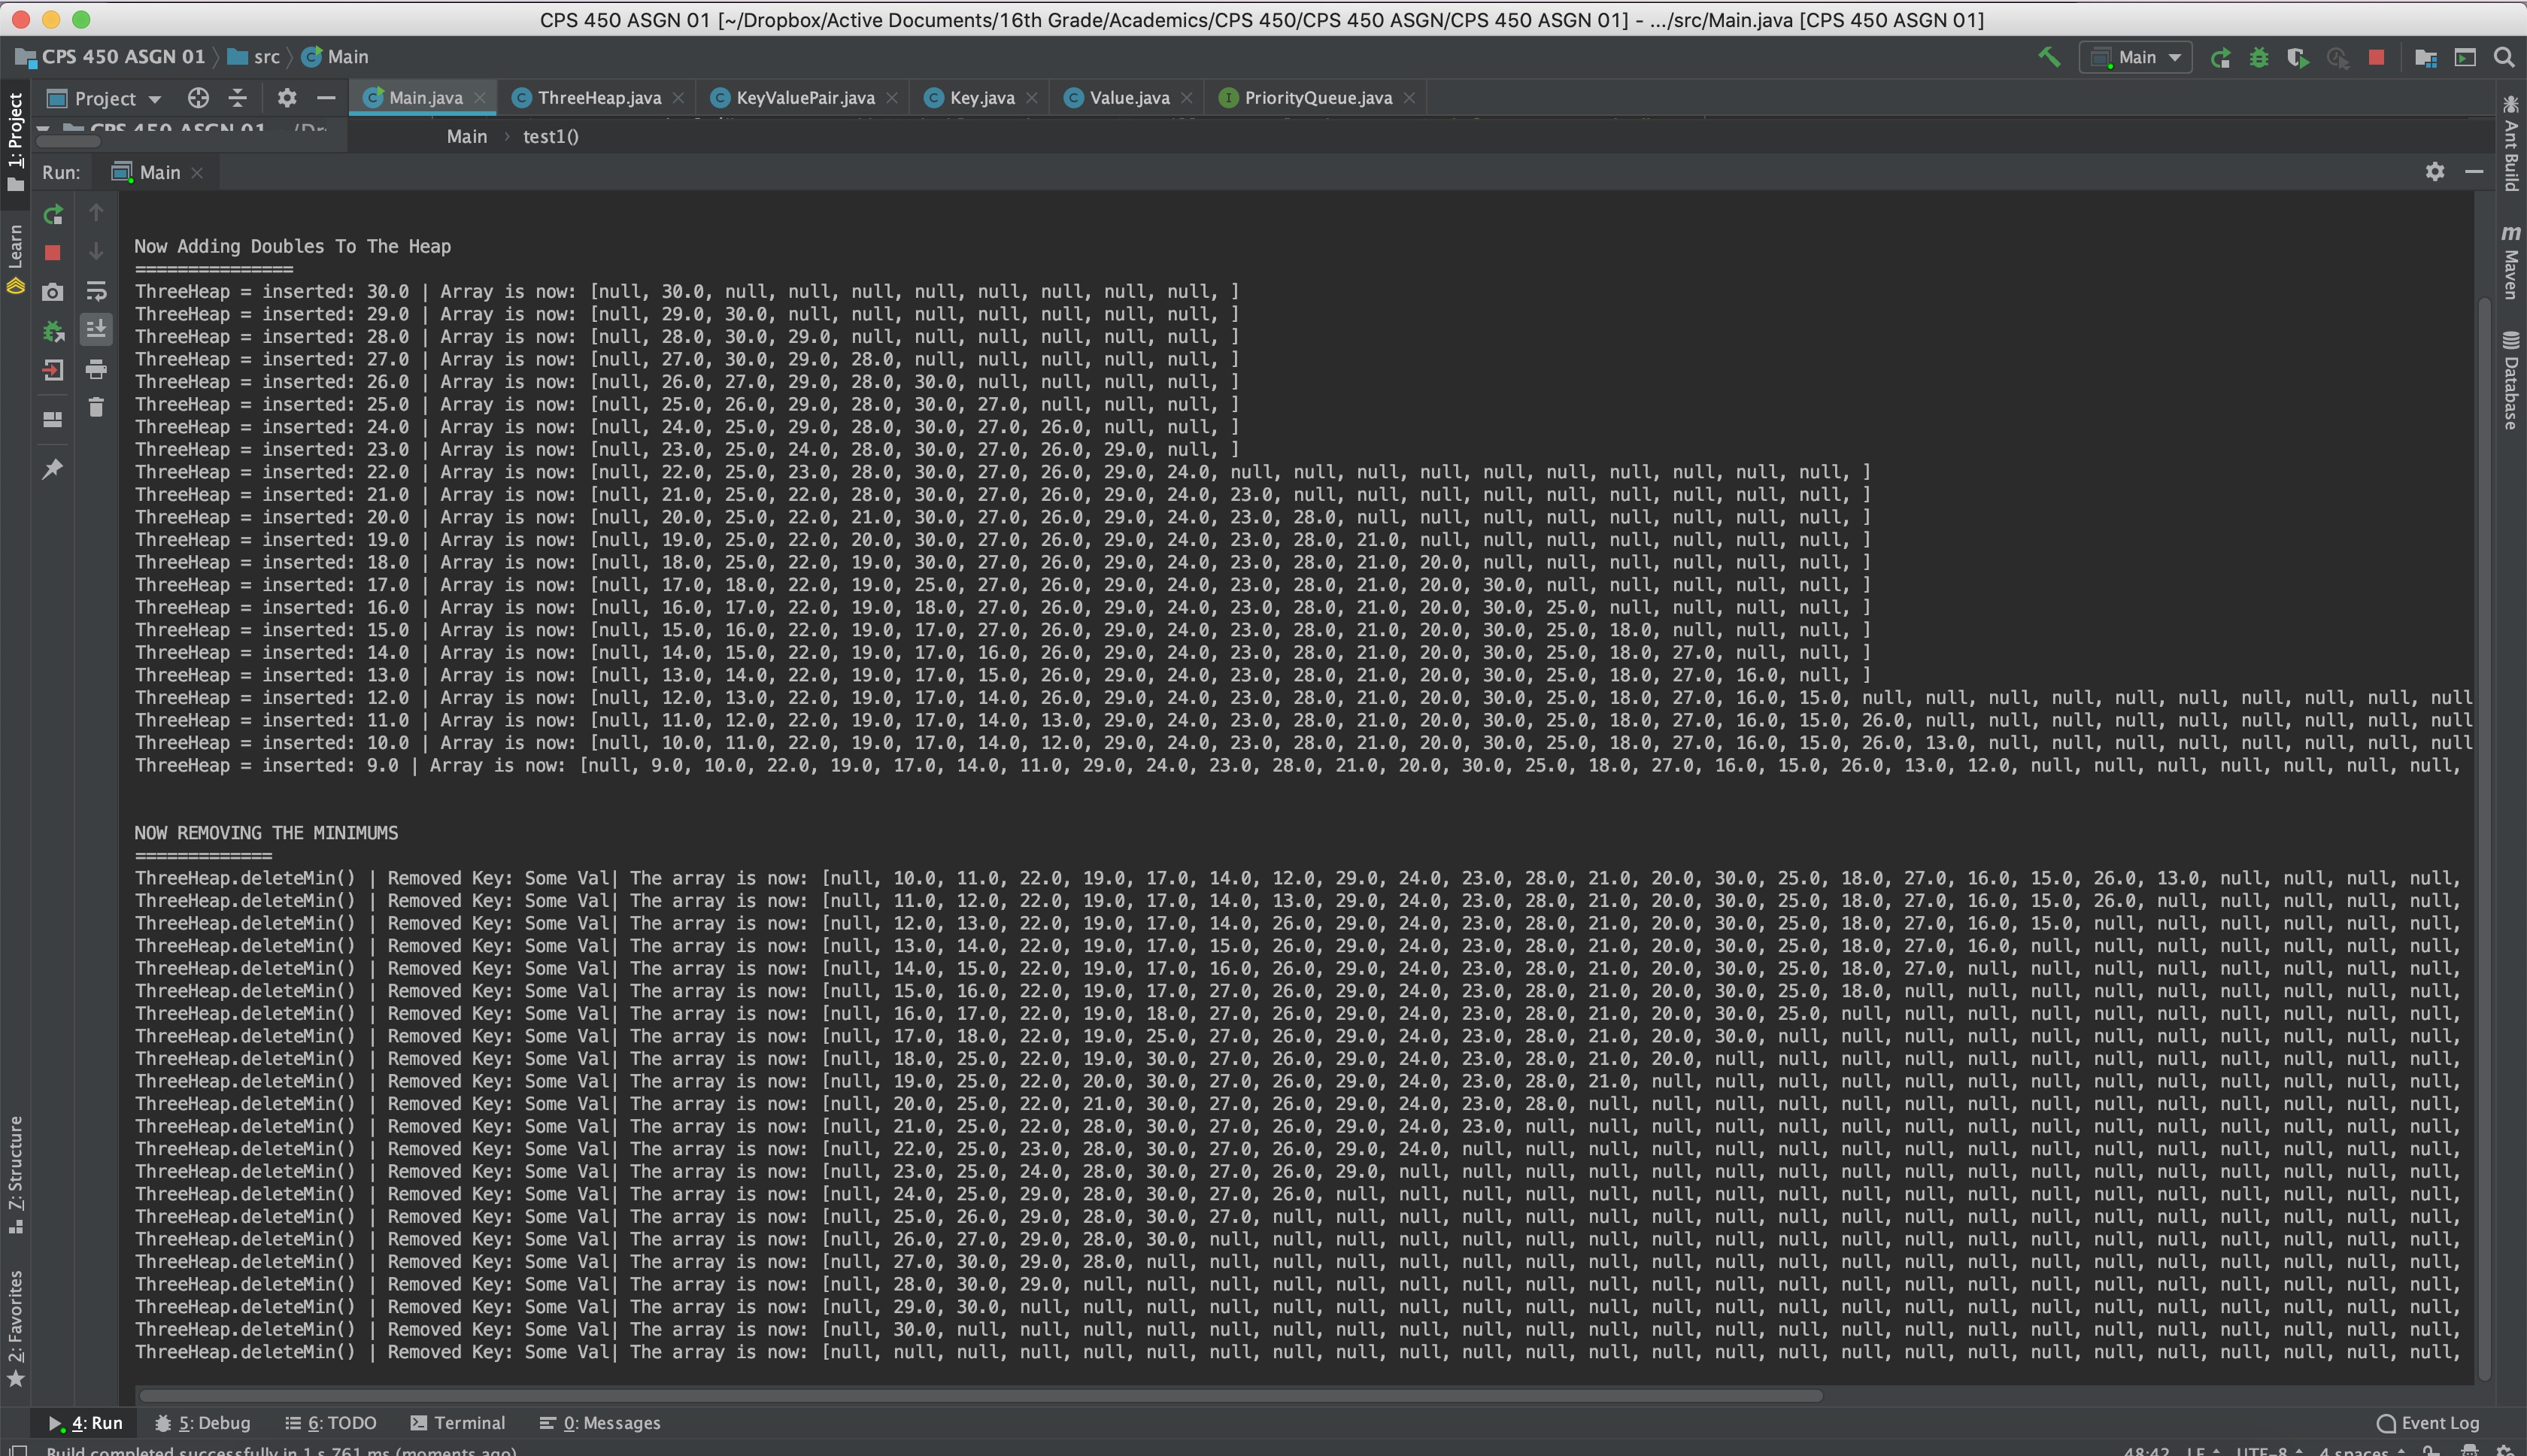 CPS 450 ASGN 01 [~/Dropbox/Active Documents/16th Grade/Academics/CPS 450/CPS 450 ASGN/CPS 450 ASGN 01] - .../src/Main.java [CPS 450 ASGN 01]
CPS 450 ASGN 01 src Main Main
Project Main.java ThreeHeap.java KeyValuePair.java Key.java Value.java PriorityQueue.java
CPS 450 ASGN 01
Main › test1()
Run: Main
1: Project
Learn
7: Structure
2: Favorites
Ant Build
Maven
Database
Now Adding Doubles To The Heap
===============
ThreeHeap = inserted: 30.0 | Array is now: [null, 30.0, null, null, null, null, null, null, null, null, ]
ThreeHeap = inserted: 29.0 | Array is now: [null, 29.0, 30.0, null, null, null, null, null, null, null, ]
ThreeHeap = inserted: 28.0 | Array is now: [null, 28.0, 30.0, 29.0, null, null, null, null, null, null, ]
ThreeHeap = inserted: 27.0 | Array is now: [null, 27.0, 30.0, 29.0, 28.0, null, null, null, null, null, ]
ThreeHeap = inserted: 26.0 | Array is now: [null, 26.0, 27.0, 29.0, 28.0, 30.0, null, null, null, null, ]
ThreeHeap = inserted: 25.0 | Array is now: [null, 25.0, 26.0, 29.0, 28.0, 30.0, 27.0, null, null, null, ]
ThreeHeap = inserted: 24.0 | Array is now: [null, 24.0, 25.0, 29.0, 28.0, 30.0, 27.0, 26.0, null, null, ]
ThreeHeap = inserted: 23.0 | Array is now: [null, 23.0, 25.0, 24.0, 28.0, 30.0, 27.0, 26.0, 29.0, null, ]
ThreeHeap = inserted: 22.0 | Array is now: [null, 22.0, 25.0, 23.0, 28.0, 30.0, 27.0, 26.0, 29.0, 24.0, null, null, null, null, null, null, null, null, null, null, ]
ThreeHeap = inserted: 21.0 | Array is now: [null, 21.0, 25.0, 22.0, 28.0, 30.0, 27.0, 26.0, 29.0, 24.0, 23.0, null, null, null, null, null, null, null, null, null, ]
ThreeHeap = inserted: 20.0 | Array is now: [null, 20.0, 25.0, 22.0, 21.0, 30.0, 27.0, 26.0, 29.0, 24.0, 23.0, 28.0, null, null, null, null, null, null, null, null, ]
ThreeHeap = inserted: 19.0 | Array is now: [null, 19.0, 25.0, 22.0, 20.0, 30.0, 27.0, 26.0, 29.0, 24.0, 23.0, 28.0, 21.0, null, null, null, null, null, null, null, ]
ThreeHeap = inserted: 18.0 | Array is now: [null, 18.0, 25.0, 22.0, 19.0, 30.0, 27.0, 26.0, 29.0, 24.0, 23.0, 28.0, 21.0, 20.0, null, null, null, null, null, null, ]
ThreeHeap = inserted: 17.0 | Array is now: [null, 17.0, 18.0, 22.0, 19.0, 25.0, 27.0, 26.0, 29.0, 24.0, 23.0, 28.0, 21.0, 20.0, 30.0, null, null, null, null, null, ]
ThreeHeap = inserted: 16.0 | Array is now: [null, 16.0, 17.0, 22.0, 19.0, 18.0, 27.0, 26.0, 29.0, 24.0, 23.0, 28.0, 21.0, 20.0, 30.0, 25.0, null, null, null, null, ]
ThreeHeap = inserted: 15.0 | Array is now: [null, 15.0, 16.0, 22.0, 19.0, 17.0, 27.0, 26.0, 29.0, 24.0, 23.0, 28.0, 21.0, 20.0, 30.0, 25.0, 18.0, null, null, null, ]
ThreeHeap = inserted: 14.0 | Array is now: [null, 14.0, 15.0, 22.0, 19.0, 17.0, 16.0, 26.0, 29.0, 24.0, 23.0, 28.0, 21.0, 20.0, 30.0, 25.0, 18.0, 27.0, null, null, ]
ThreeHeap = inserted: 13.0 | Array is now: [null, 13.0, 14.0, 22.0, 19.0, 17.0, 15.0, 26.0, 29.0, 24.0, 23.0, 28.0, 21.0, 20.0, 30.0, 25.0, 18.0, 27.0, 16.0, null, ]
ThreeHeap = inserted: 12.0 | Array is now: [null, 12.0, 13.0, 22.0, 19.0, 17.0, 14.0, 26.0, 29.0, 24.0, 23.0, 28.0, 21.0, 20.0, 30.0, 25.0, 18.0, 27.0, 16.0, 15.0, null, null, null, null, null, null, null, null, null, null
ThreeHeap = inserted: 11.0 | Array is now: [null, 11.0, 12.0, 22.0, 19.0, 17.0, 14.0, 13.0, 29.0, 24.0, 23.0, 28.0, 21.0, 20.0, 30.0, 25.0, 18.0, 27.0, 16.0, 15.0, 26.0, null, null, null, null, null, null, null, null, null
ThreeHeap = inserted: 10.0 | Array is now: [null, 10.0, 11.0, 22.0, 19.0, 17.0, 14.0, 12.0, 29.0, 24.0, 23.0, 28.0, 21.0, 20.0, 30.0, 25.0, 18.0, 27.0, 16.0, 15.0, 26.0, 13.0, null, null, null, null, null, null, null, null
ThreeHeap = inserted: 9.0 | Array is now: [null, 9.0, 10.0, 22.0, 19.0, 17.0, 14.0, 11.0, 29.0, 24.0, 23.0, 28.0, 21.0, 20.0, 30.0, 25.0, 18.0, 27.0, 16.0, 15.0, 26.0, 13.0, 12.0, null, null, null, null, null, null, null,
NOW REMOVING THE MINIMUMS
=============
ThreeHeap.deleteMin() | Removed Key: Some Val| The array is now: [null, 10.0, 11.0, 22.0, 19.0, 17.0, 14.0, 12.0, 29.0, 24.0, 23.0, 28.0, 21.0, 20.0, 30.0, 25.0, 18.0, 27.0, 16.0, 15.0, 26.0, 13.0, null, null, null, null,
ThreeHeap.deleteMin() | Removed Key: Some Val| The array is now: [null, 11.0, 12.0, 22.0, 19.0, 17.0, 14.0, 13.0, 29.0, 24.0, 23.0, 28.0, 21.0, 20.0, 30.0, 25.0, 18.0, 27.0, 16.0, 15.0, 26.0, null, null, null, null, null,
ThreeHeap.deleteMin() | Removed Key: Some Val| The array is now: [null, 12.0, 13.0, 22.0, 19.0, 17.0, 14.0, 26.0, 29.0, 24.0, 23.0, 28.0, 21.0, 20.0, 30.0, 25.0, 18.0, 27.0, 16.0, 15.0, null, null, null, null, null, null,
ThreeHeap.deleteMin() | Removed Key: Some Val| The array is now: [null, 13.0, 14.0, 22.0, 19.0, 17.0, 15.0, 26.0, 29.0, 24.0, 23.0, 28.0, 21.0, 20.0, 30.0, 25.0, 18.0, 27.0, 16.0, null, null, null, null, null, null, null,
ThreeHeap.deleteMin() | Removed Key: Some Val| The array is now: [null, 14.0, 15.0, 22.0, 19.0, 17.0, 16.0, 26.0, 29.0, 24.0, 23.0, 28.0, 21.0, 20.0, 30.0, 25.0, 18.0, 27.0, null, null, null, null, null, null, null, null,
ThreeHeap.deleteMin() | Removed Key: Some Val| The array is now: [null, 15.0, 16.0, 22.0, 19.0, 17.0, 27.0, 26.0, 29.0, 24.0, 23.0, 28.0, 21.0, 20.0, 30.0, 25.0, 18.0, null, null, null, null, null, null, null, null, null,
ThreeHeap.deleteMin() | Removed Key: Some Val| The array is now: [null, 16.0, 17.0, 22.0, 19.0, 18.0, 27.0, 26.0, 29.0, 24.0, 23.0, 28.0, 21.0, 20.0, 30.0, 25.0, null, null, null, null, null, null, null, null, null, null,
ThreeHeap.deleteMin() | Removed Key: Some Val| The array is now: [null, 17.0, 18.0, 22.0, 19.0, 25.0, 27.0, 26.0, 29.0, 24.0, 23.0, 28.0, 21.0, 20.0, 30.0, null, null, null, null, null, null, null, null, null, null, null,
ThreeHeap.deleteMin() | Removed Key: Some Val| The array is now: [null, 18.0, 25.0, 22.0, 19.0, 30.0, 27.0, 26.0, 29.0, 24.0, 23.0, 28.0, 21.0, 20.0, null, null, null, null, null, null, null, null, null, null, null, null,
ThreeHeap.deleteMin() | Removed Key: Some Val| The array is now: [null, 19.0, 25.0, 22.0, 20.0, 30.0, 27.0, 26.0, 29.0, 24.0, 23.0, 28.0, 21.0, null, null, null, null, null, null, null, null, null, null, null, null, null,
ThreeHeap.deleteMin() | Removed Key: Some Val| The array is now: [null, 20.0, 25.0, 22.0, 21.0, 30.0, 27.0, 26.0, 29.0, 24.0, 23.0, 28.0, null, null, null, null, null, null, null, null, null, null, null, null, null, null,
ThreeHeap.deleteMin() | Removed Key: Some Val| The array is now: [null, 21.0, 25.0, 22.0, 28.0, 30.0, 27.0, 26.0, 29.0, 24.0, 23.0, null, null, null, null, null, null, null, null, null, null, null, null, null, null, null,
ThreeHeap.deleteMin() | Removed Key: Some Val| The array is now: [null, 22.0, 25.0, 23.0, 28.0, 30.0, 27.0, 26.0, 29.0, 24.0, null, null, null, null, null, null, null, null, null, null, null, null, null, null, null, null,
ThreeHeap.deleteMin() | Removed Key: Some Val| The array is now: [null, 23.0, 25.0, 24.0, 28.0, 30.0, 27.0, 26.0, 29.0, null, null, null, null, null, null, null, null, null, null, null, null, null, null, null, null, null,
ThreeHeap.deleteMin() | Removed Key: Some Val| The array is now: [null, 24.0, 25.0, 29.0, 28.0, 30.0, 27.0, 26.0, null, null, null, null, null, null, null, null, null, null, null, null, null, null, null, null, null, null,
ThreeHeap.deleteMin() | Removed Key: Some Val| The array is now: [null, 25.0, 26.0, 29.0, 28.0, 30.0, 27.0, null, null, null, null, null, null, null, null, null, null, null, null, null, null, null, null, null, null, null,
ThreeHeap.deleteMin() | Removed Key: Some Val| The array is now: [null, 26.0, 27.0, 29.0, 28.0, 30.0, null, null, null, null, null, null, null, null, null, null, null, null, null, null, null, null, null, null, null, null,
ThreeHeap.deleteMin() | Removed Key: Some Val| The array is now: [null, 27.0, 30.0, 29.0, 28.0, null, null, null, null, null, null, null, null, null, null, null, null, null, null, null, null, null, null, null, null, null,
ThreeHeap.deleteMin() | Removed Key: Some Val| The array is now: [null, 28.0, 30.0, 29.0, null, null, null, null, null, null, null, null, null, null, null, null, null, null, null, null, null, null, null, null, null, null,
ThreeHeap.deleteMin() | Removed Key: Some Val| The array is now: [null, 29.0, 30.0, null, null, null, null, null, null, null, null, null, null, null, null, null, null, null, null, null, null, null, null, null, null, null,
ThreeHeap.deleteMin() | Removed Key: Some Val| The array is now: [null, 30.0, null, null, null, null, null, null, null, null, null, null, null, null, null, null, null, null, null, null, null, null, null, null, null, null,
ThreeHeap.deleteMin() | Removed Key: Some Val| The array is now: [null, null, null, null, null, null, null, null, null, null, null, null, null, null, null, null, null, null, null, null, null, null, null, null, null, null,
4: Run 5: Debug 6: TODO Terminal 0: Messages Event Log
Build completed successfully in 1 s 761 ms (moments ago) 48:42 LF UTF-8 4 spaces